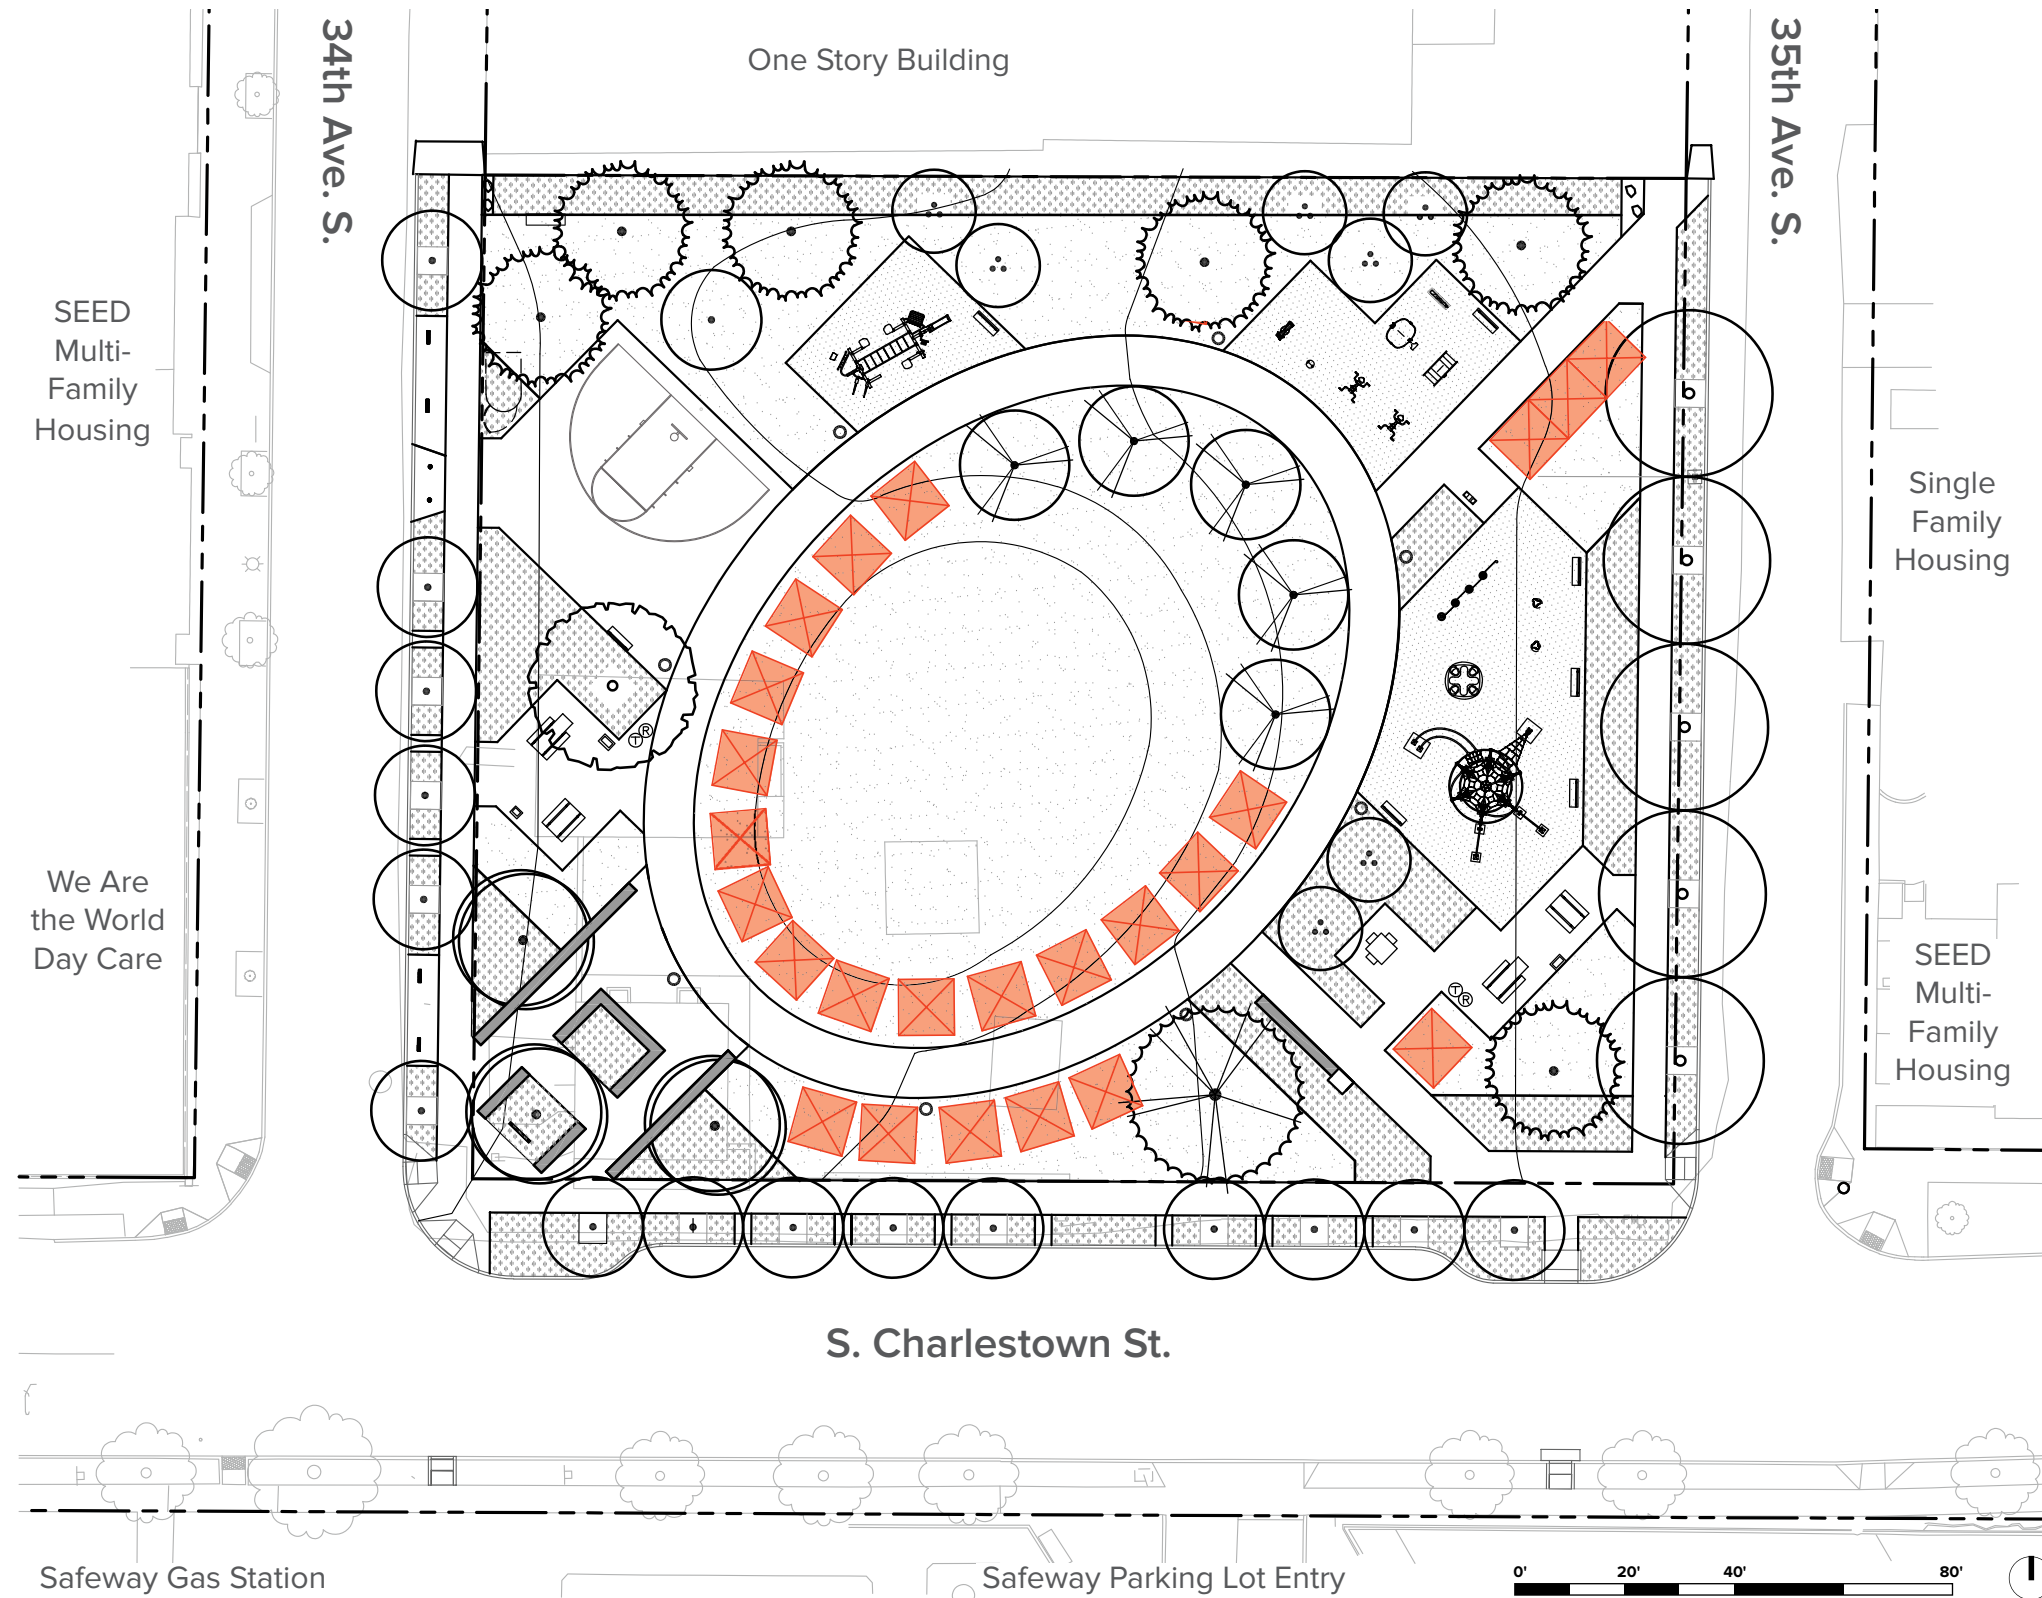 34th Ave. S.
One Story Building
35th Ave. S.
SEED
Multi-
Family
Housing
Single
Family
Housing
We Are
the World
Day Care
SEED
Multi-
Family
Housing
T R
T R
S. Charlestown St.
Safeway Gas Station
Safeway Parking Lot Entry
0' 20' 40' 80'